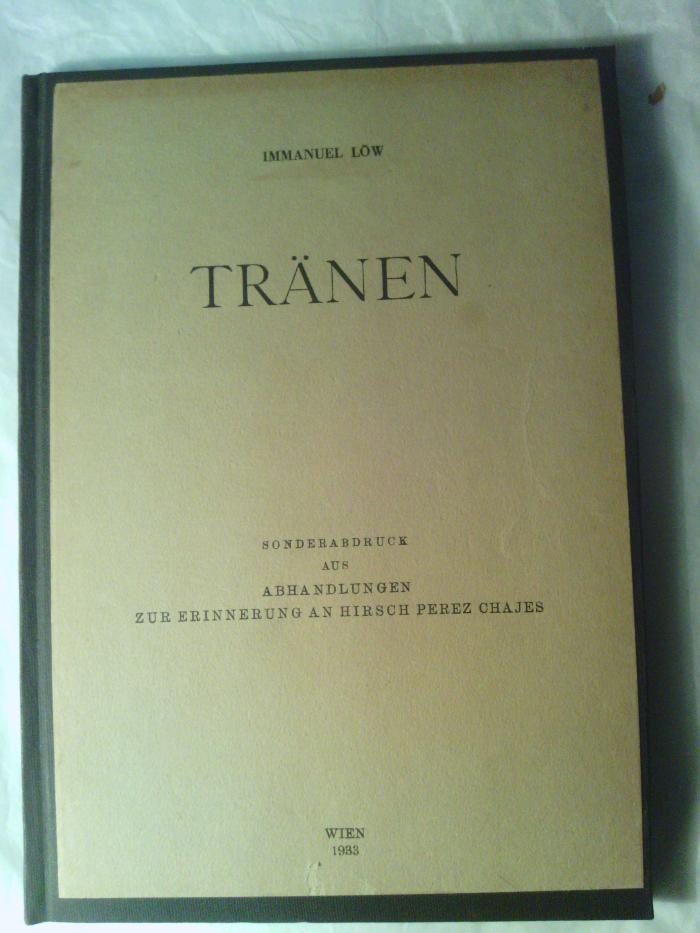 IMMANUEL LÖW
TRÄNEN
SONDERABDRUCK
AUS
ABHANDLUNGEN
ZUR ERINNERUNG AN HIRSCH PEREZ CHAJES
WIEN
1933